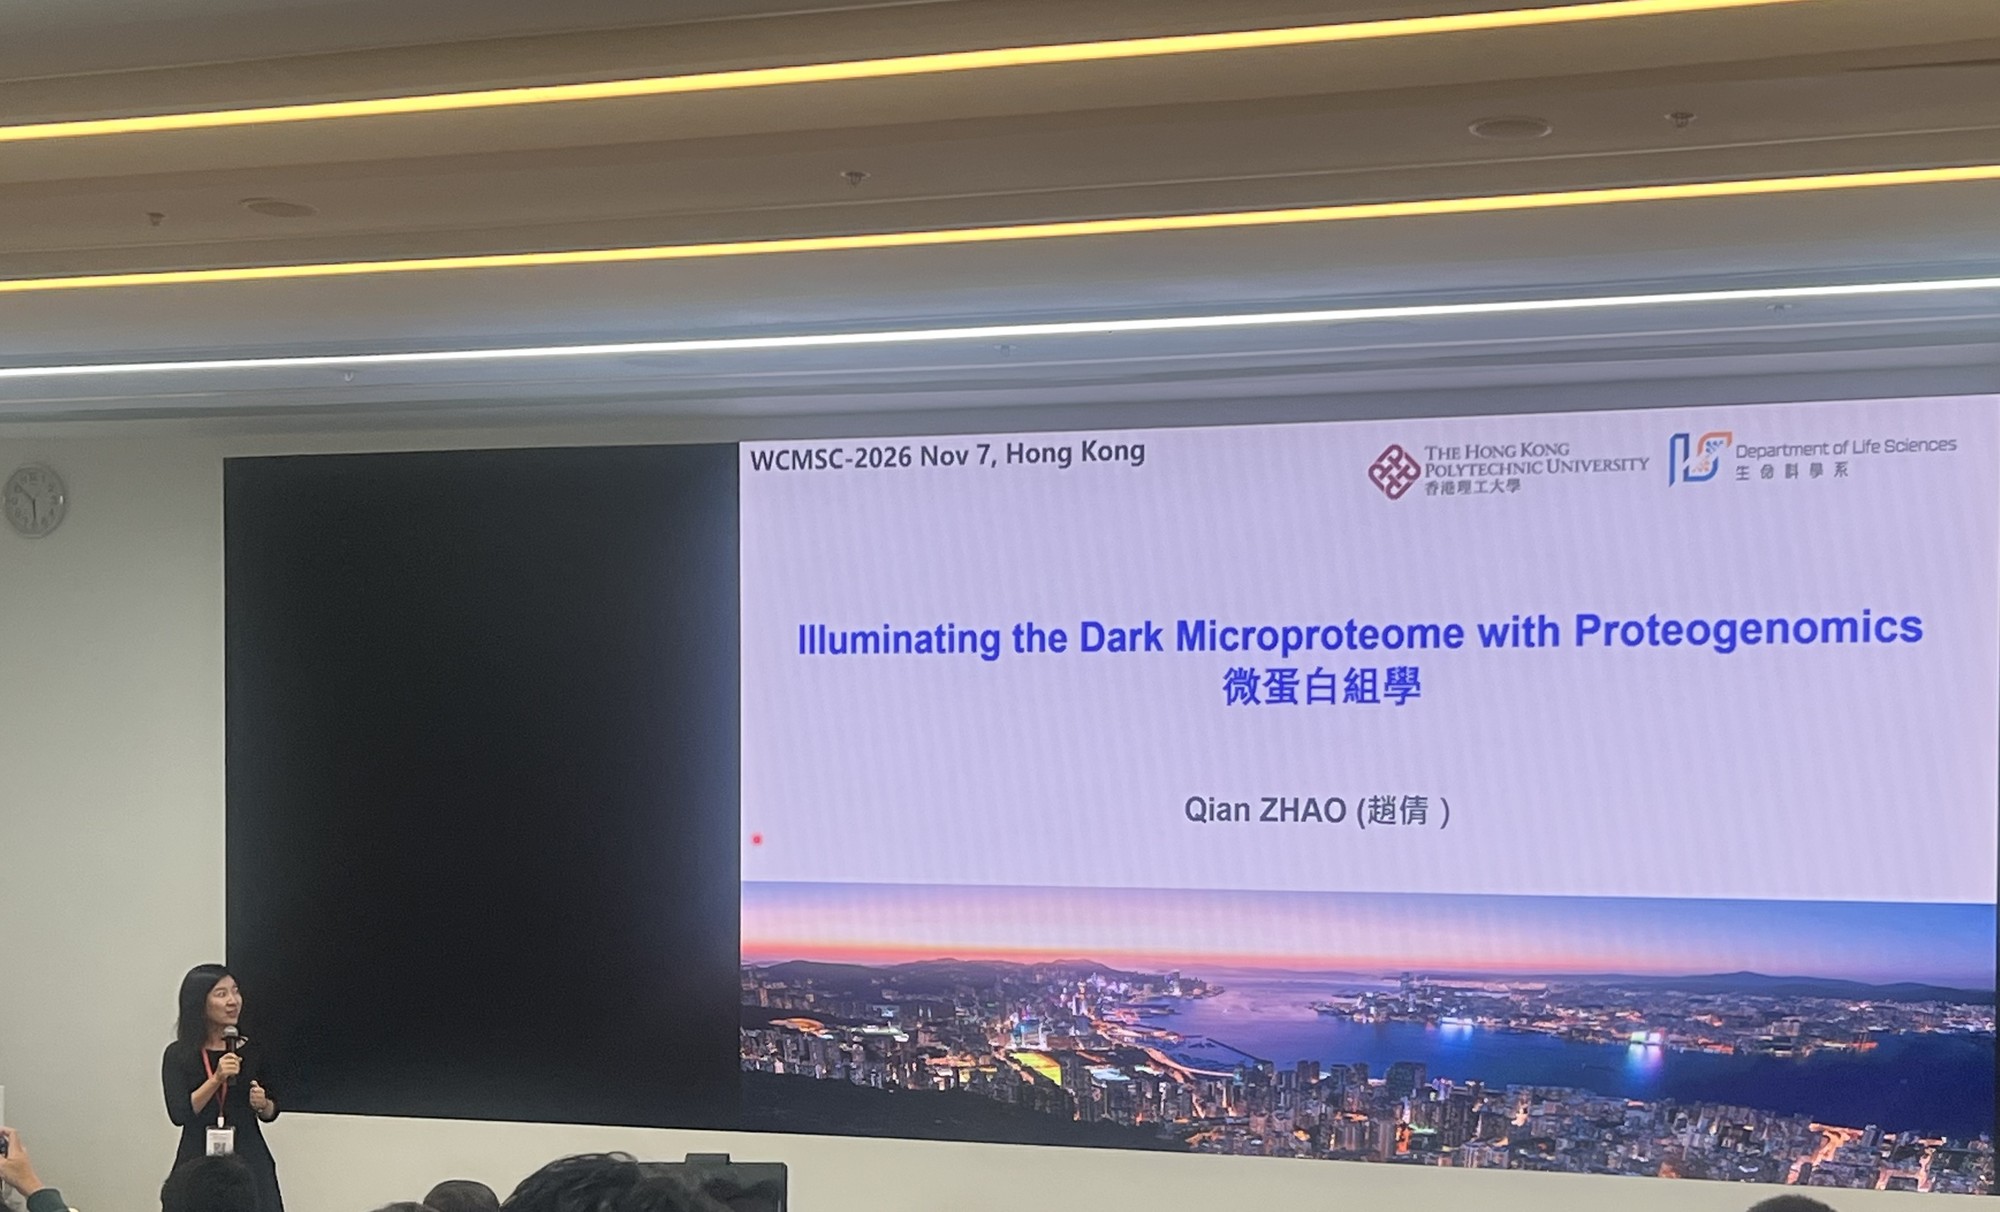 WCMSC-2026 Nov 7, Hong Kong
THE HONG KONG
POLYTECHNIC UNIVERSITY
香港理工大學
Department of Life Sciences
生命科學系
Illuminating the Dark Microproteome with Proteogenomics
微蛋白組學
Qian ZHAO (趙倩 )